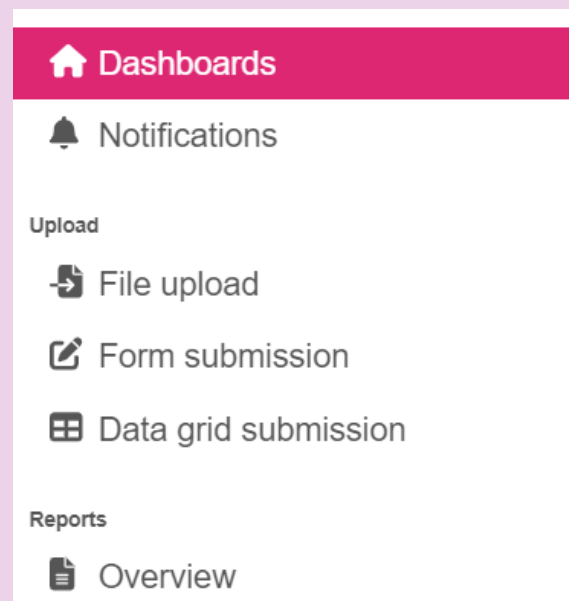 Dashboards
Notifications
Upload
File upload
Form submission
Data grid submission
Reports
Overview